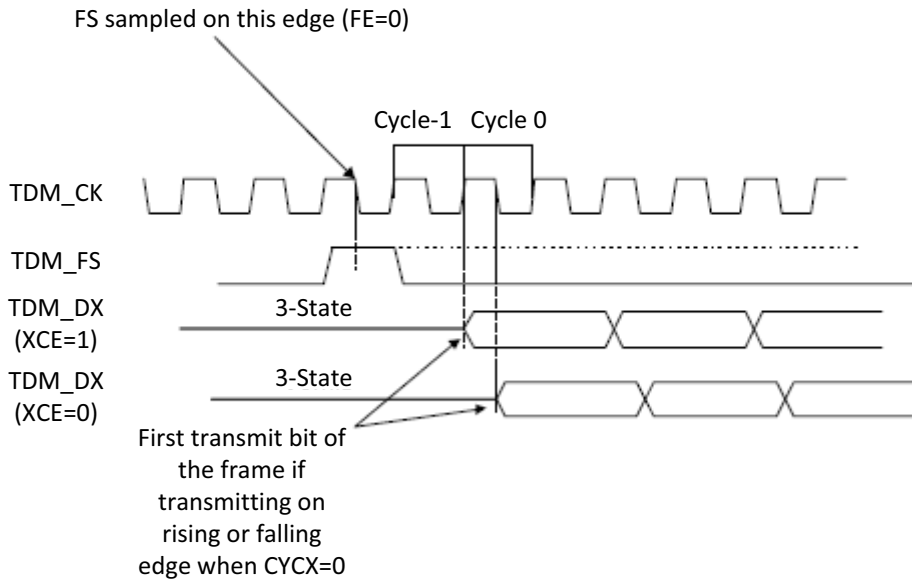 FS sampled on this edge (FE=0)
Cycle-1 Cycle 0
TDM_CK
TDM_FS
TDM_DX
(XCE=1)
3-State
TDM_DX
(XCE=0)
3-State
First transmit bit of
the frame if
transmitting on
rising or falling
edge when CYCX=0